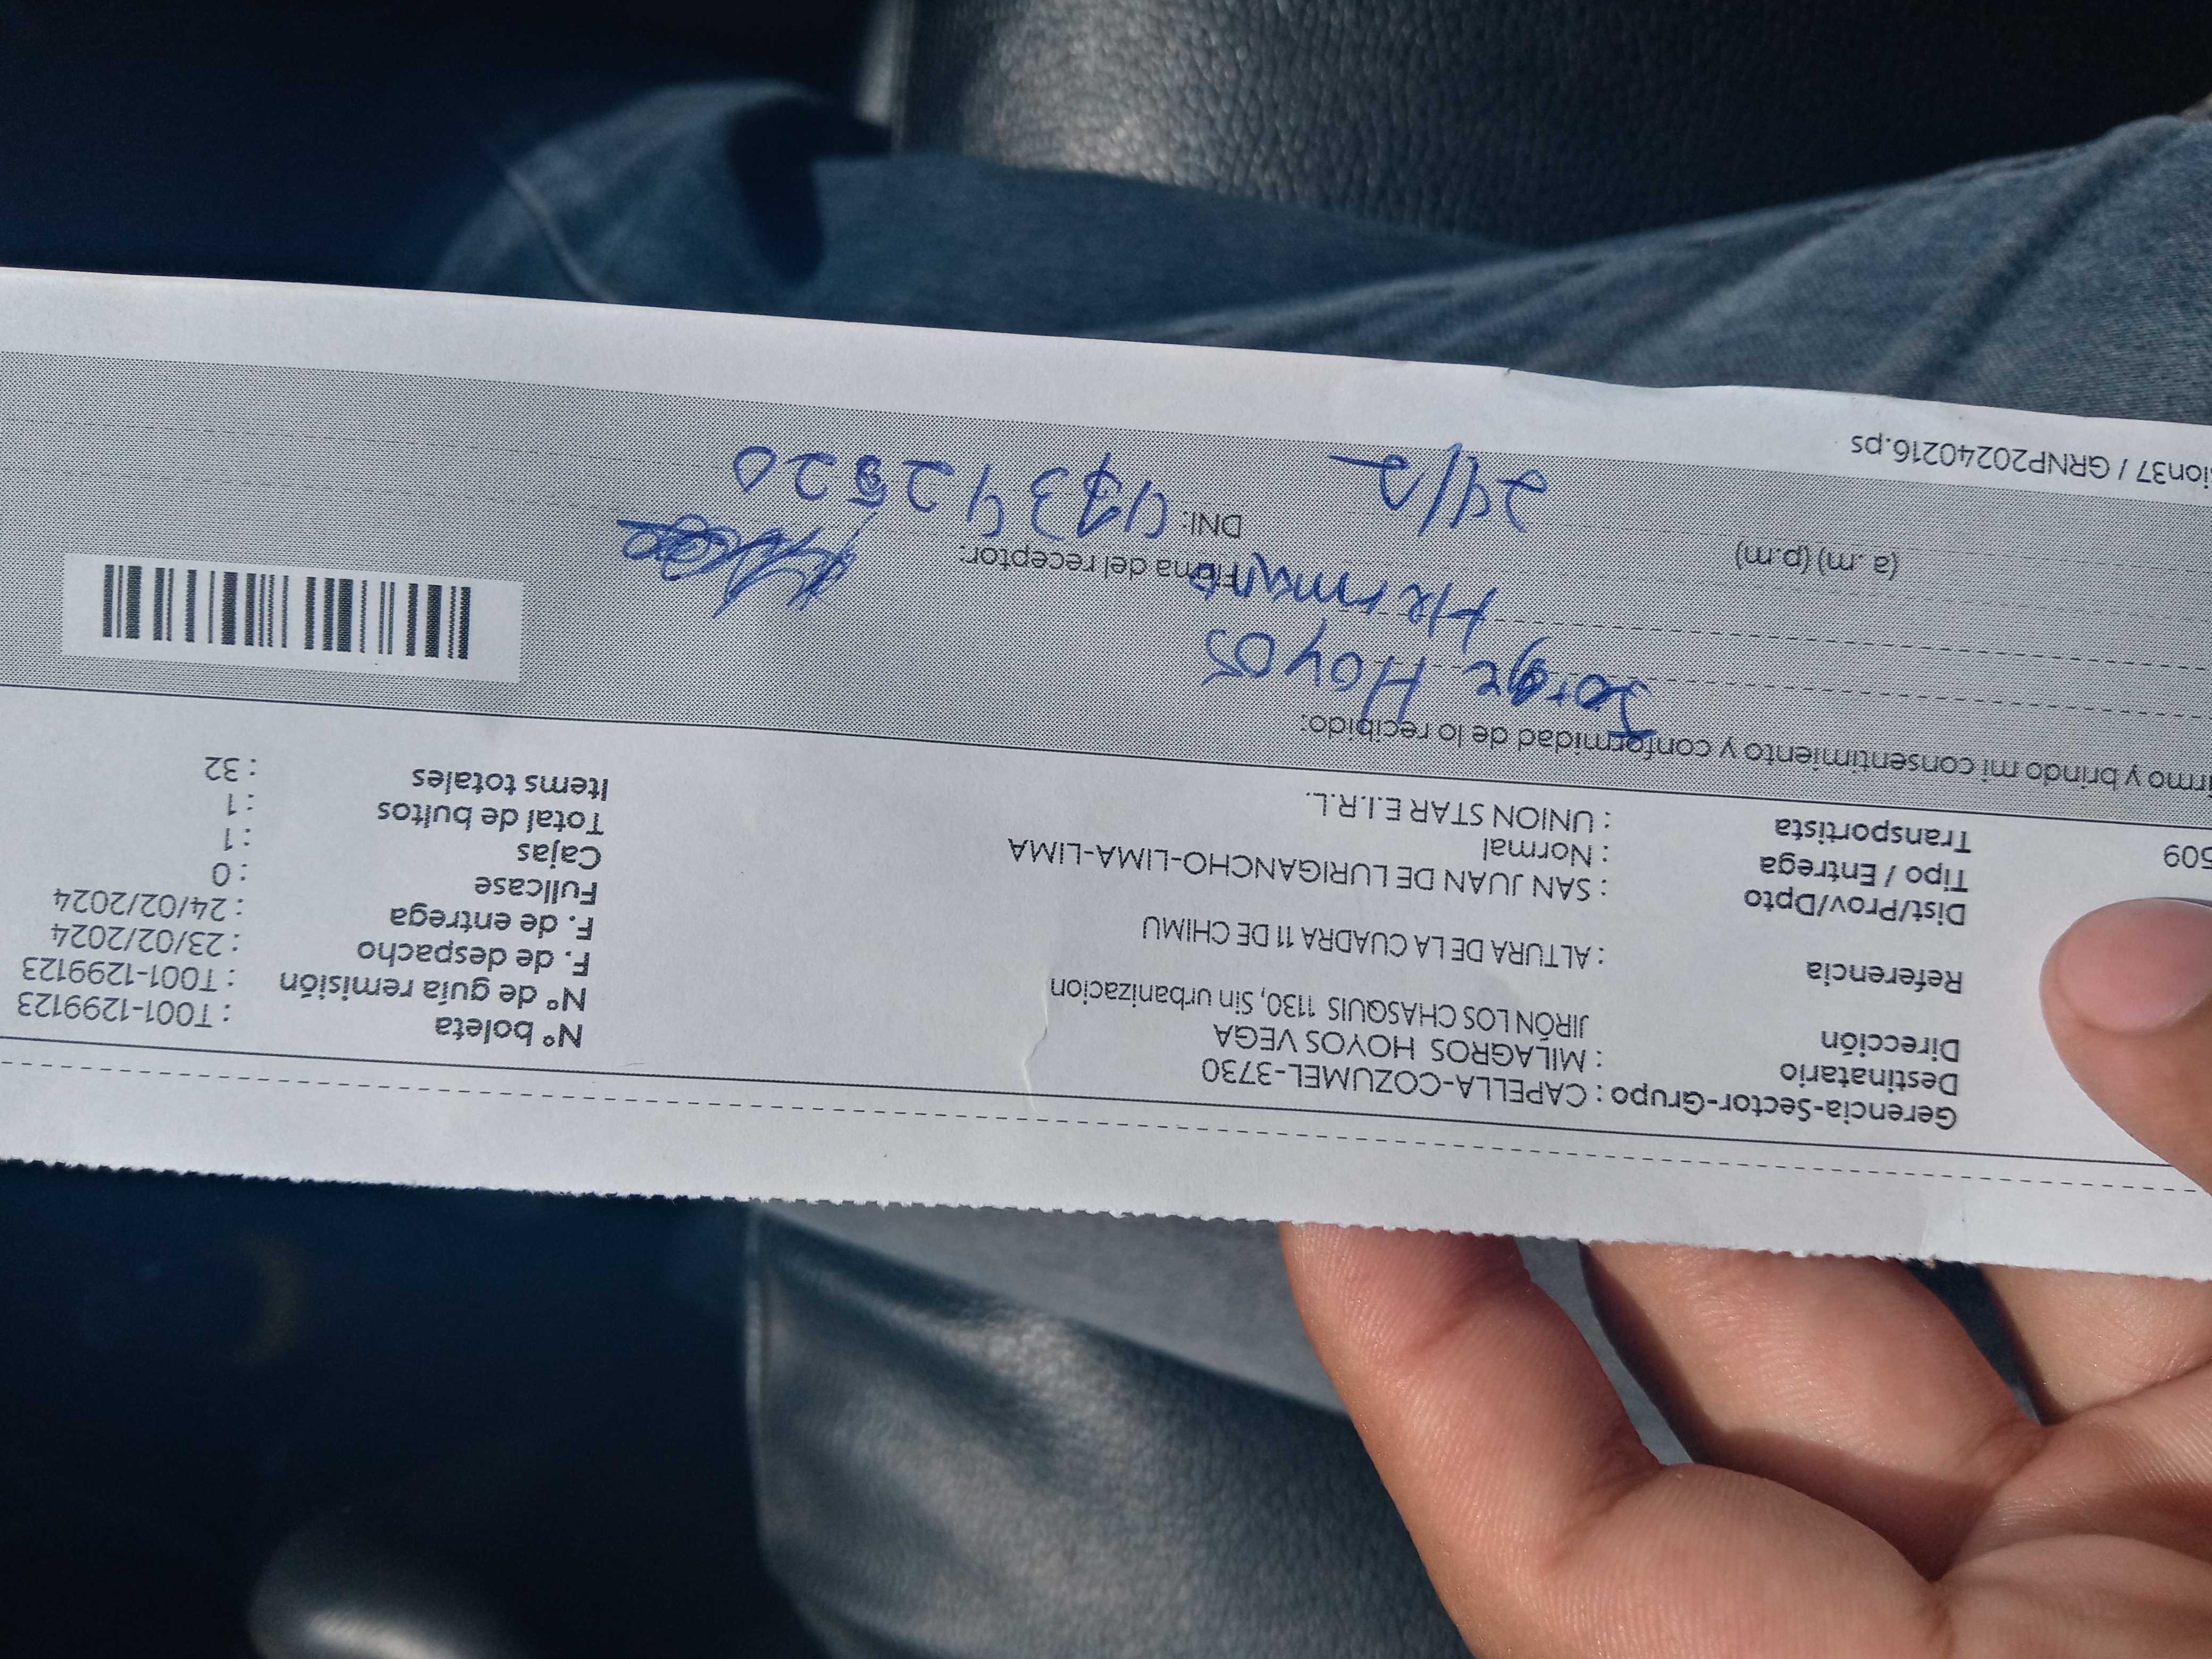 Gerencia-Sector-Grupo : CAPELLA-COZUMEL-3730
Destinatario : MILAGROS HOYOS VEGA
Dirección JIRÓN LOS CHASQUIS 1130, Sin urbanizacion
Referencia : ALTURA DE LA CUADRA 11 DE CHIMU
Dist/Prov/Dpto : SAN JUAN DE LURIGANCHO-LIMA-LIMA
Tipo / Entrega : Normal
509 Transportista : UNION STAR E.I.R.L.
Nº boleta : T001-1299123
Nº de guía remisión : T001-1299123
F. de despacho : 23/02/2024
F. de entrega : 24/02/2024
Fullcase : 0
Cajas : 1
Total de bultos : 1
Items totales : 32
irmo y brindo mi consentimiento y conformidad de lo recibido:
Jorge Hoyos
Hermano
Firma del receptor:
(a .m) (p.m)
24/2
DNI:
ion37 / GRNP20240216.ps